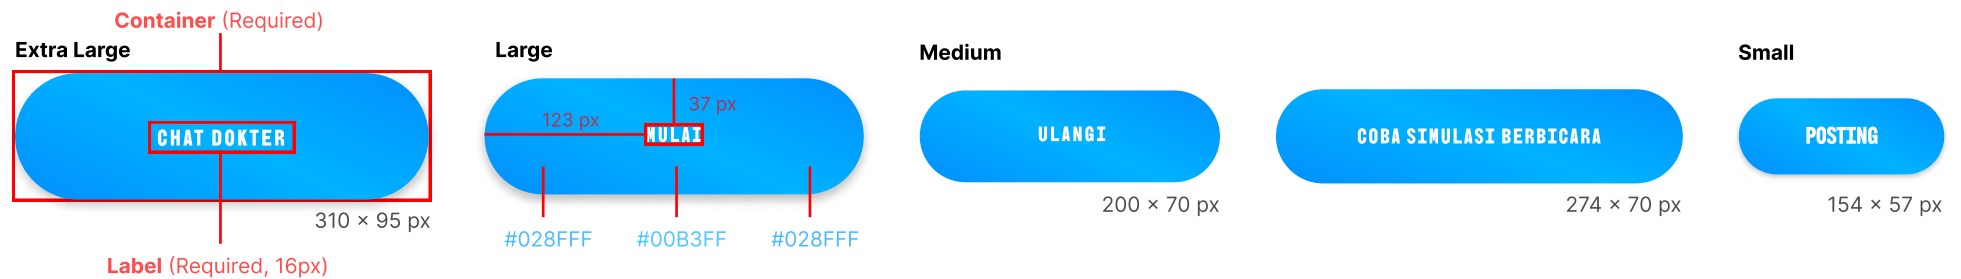 Container (Required)
Extra Large
CHAT DOKTER
310 × 95 px
Label (Required, 16px)
Large
37 px
123 px
MULAI
#028FFF
#00B3FF
#028FFF
Medium
ULANGI
200 × 70 px
COBA SIMULASI BERBICARA
274 × 70 px
Small
POSTING
154 × 57 px